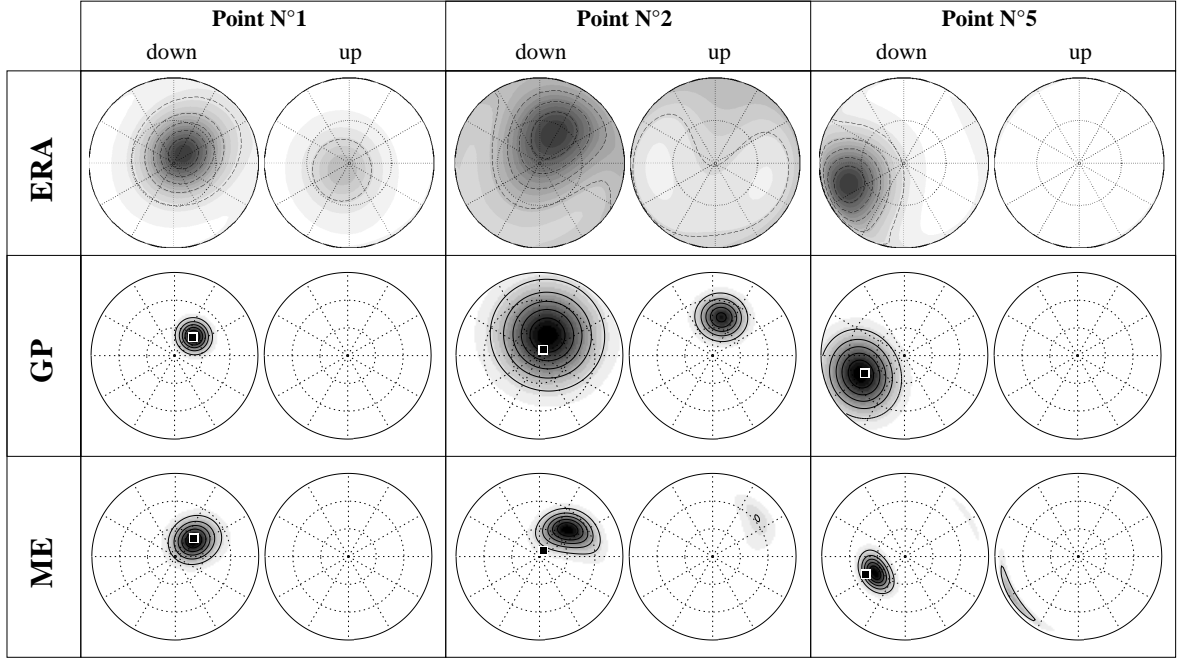 Point N°1 Point N°2 Point N°5
down up down up down up
ERA
GP
ME